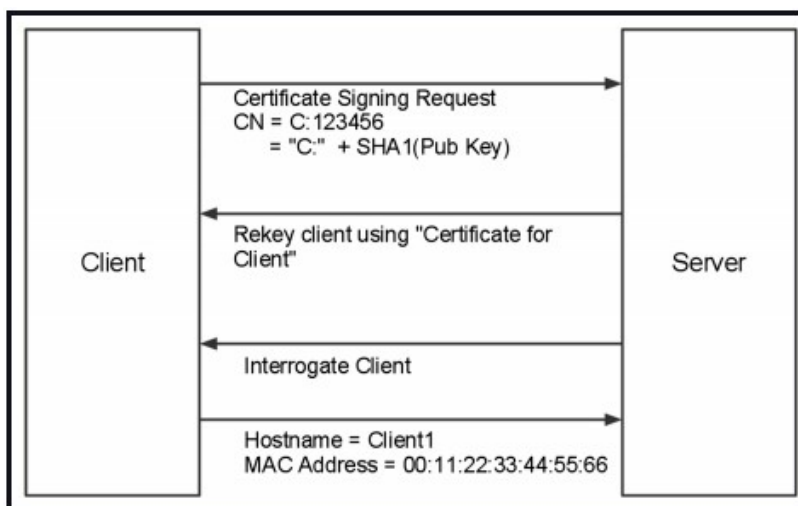 Certificate Signing Request
CN = C:123456
= "C:" + SHA1(Pub Key)
Rekey client using "Certificate for
Client"
Client
Server
Interrogate Client
Hostname = Client1
MAC Address = 00:11:22:33:44:55:66